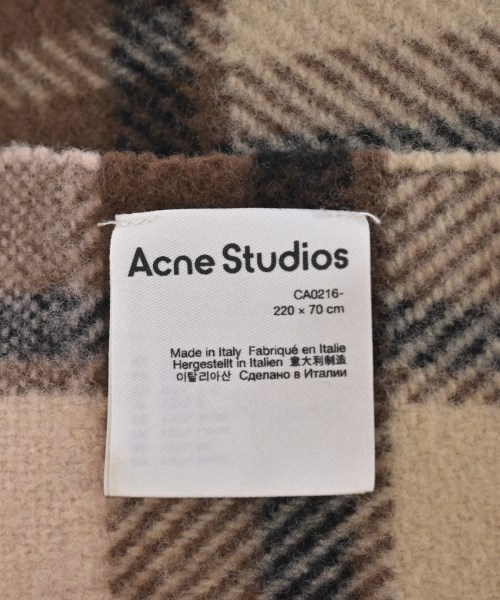 Acne Studios
CA0216-
220 × 70 cm
Made in Italy Fabriqué en Italie
Hergestellt in Italien 意大利制造
이탈리아산 Сделано в Италии